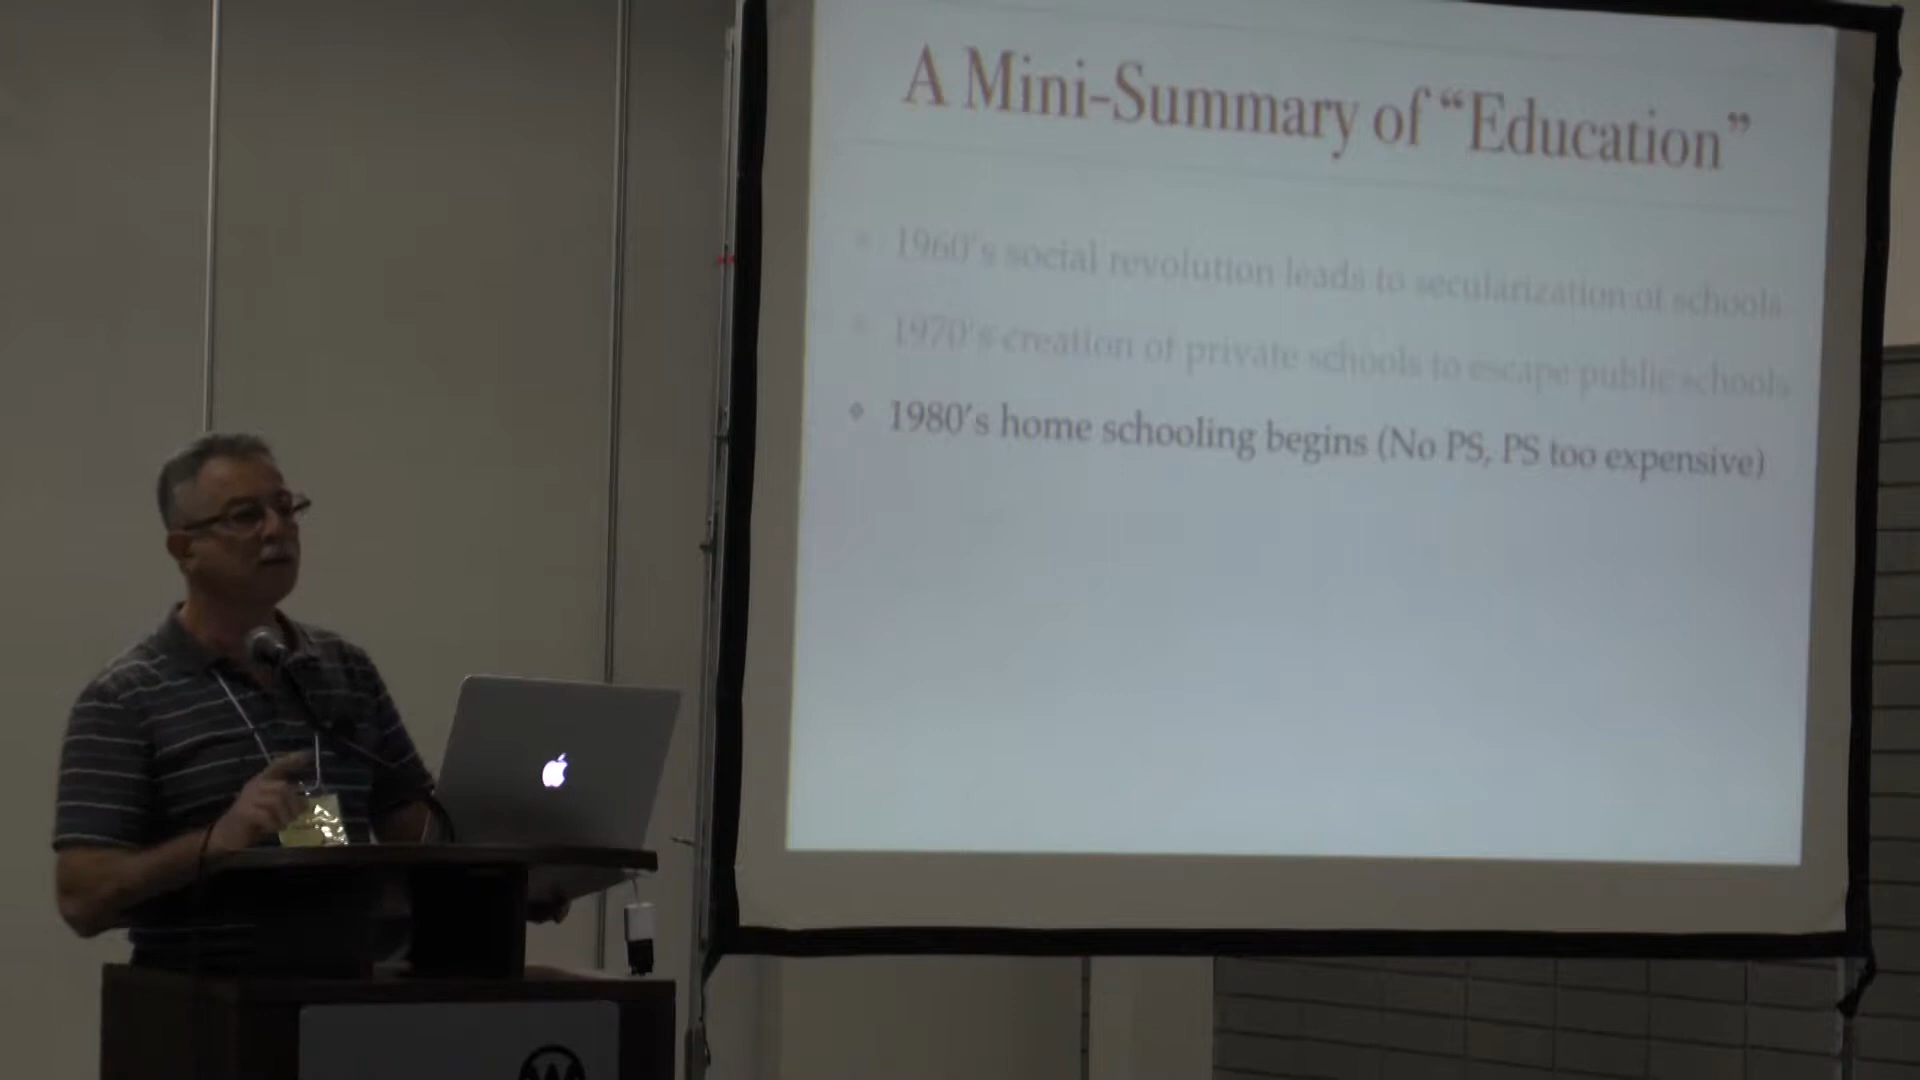 A Mini-Summary of “Education”
1960's social revolution leads to secularization of schools
1970's creation of private schools to escape public schools
1980's home schooling begins (No PS, PS too expensive)
W